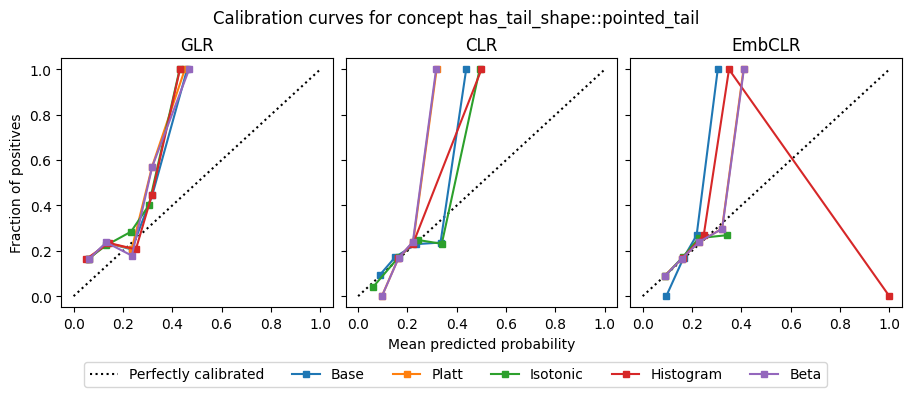 Calibration curves for concept has_tail_shape::pointed_tail
GLR
CLR
EmbCLR
Fraction of positives
1.0
0.8
0.6
0.4
0.2
0.0
0.0 0.2 0.4 0.6 0.8 1.0
0.0 0.2 0.4 0.6 0.8 1.0
0.0 0.2 0.4 0.6 0.8 1.0
Mean predicted probability
Perfectly calibrated Base Platt Isotonic Histogram Beta